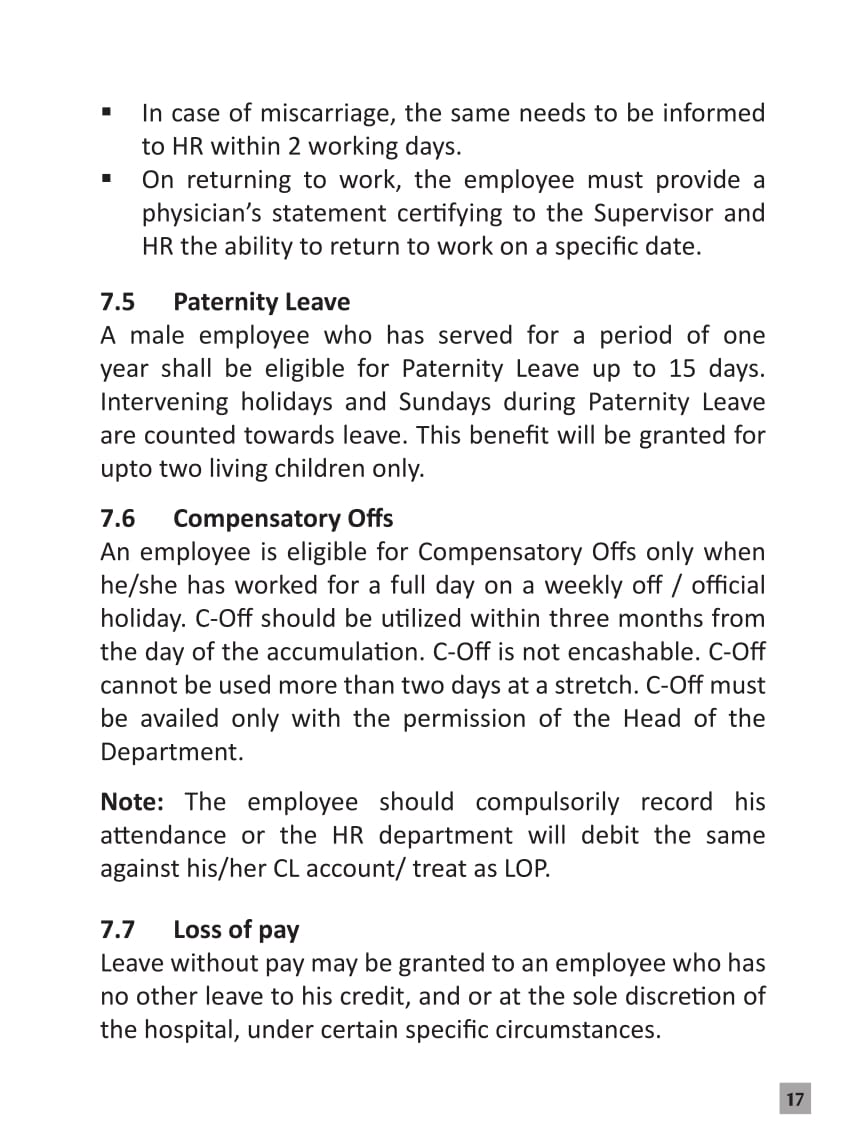 ▪ In case of miscarriage, the same needs to be informed
to HR within 2 working days.
▪ On returning to work, the employee must provide a
physician’s statement certifying to the Supervisor and
HR the ability to return to work on a specific date.
7.5 Paternity Leave
A male employee who has served for a period of one
year shall be eligible for Paternity Leave up to 15 days.
Intervening holidays and Sundays during Paternity Leave
are counted towards leave. This benefit will be granted for
upto two living children only.
7.6 Compensatory Offs
An employee is eligible for Compensatory Offs only when
he/she has worked for a full day on a weekly off / official
holiday. C-Off should be utilized within three months from
the day of the accumulation. C-Off is not encashable. C-Off
cannot be used more than two days at a stretch. C-Off must
be availed only with the permission of the Head of the
Department.
Note: The employee should compulsorily record his
attendance or the HR department will debit the same
against his/her CL account/ treat as LOP.
7.7 Loss of pay
Leave without pay may be granted to an employee who has
no other leave to his credit, and or at the sole discretion of
the hospital, under certain specific circumstances.
17